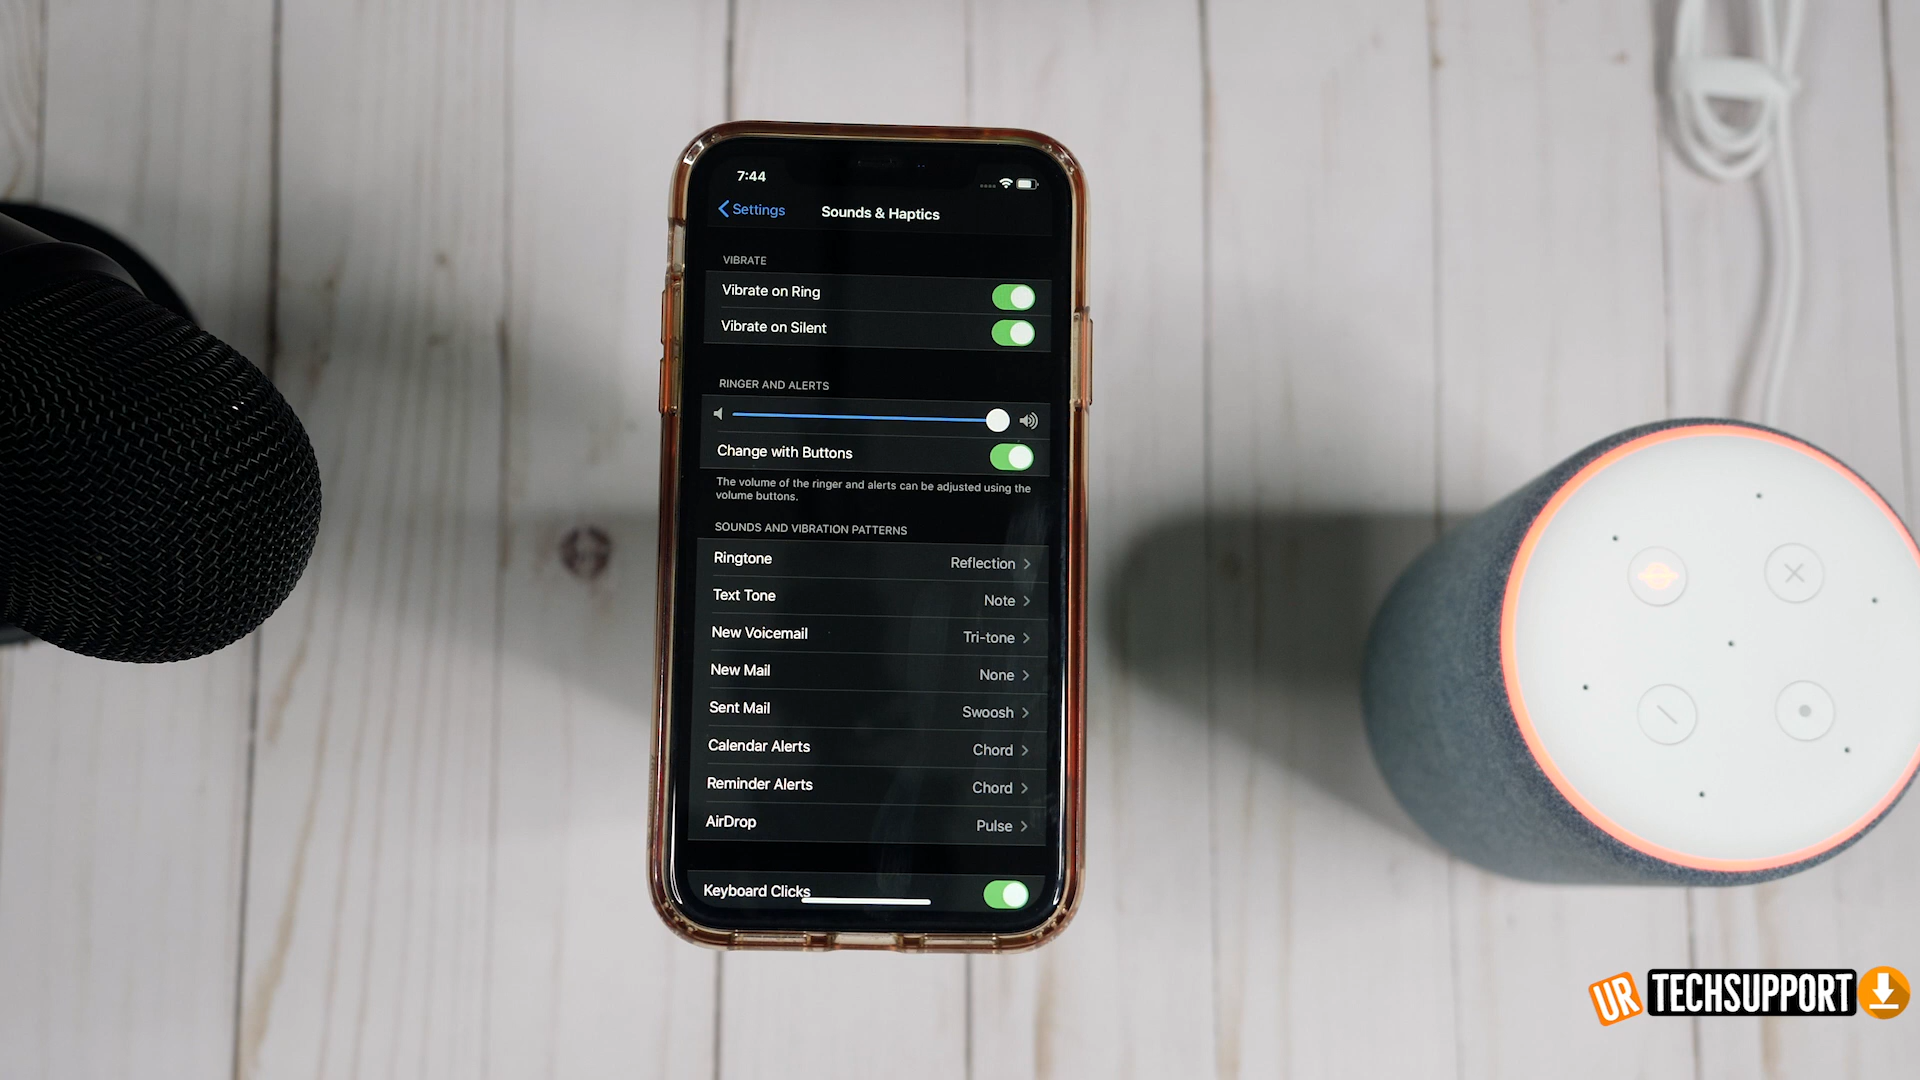 7:44
Settings Sounds & Haptics
VIBRATE
Vibrate on Ring
Vibrate on Silent
RINGER AND ALERTS
Change with Buttons
The volume of the ringer and alerts can be adjusted using the
volume buttons.
SOUNDS AND VIBRATION PATTERNS
Ringtone Reflection
Text Tone Note
New Voicemail Tri-tone
New Mail None
Sent Mail Swoosh
Calendar Alerts Chord
Reminder Alerts Chord
AirDrop Pulse
Keyboard Clicks
UR TECHSUPPORT